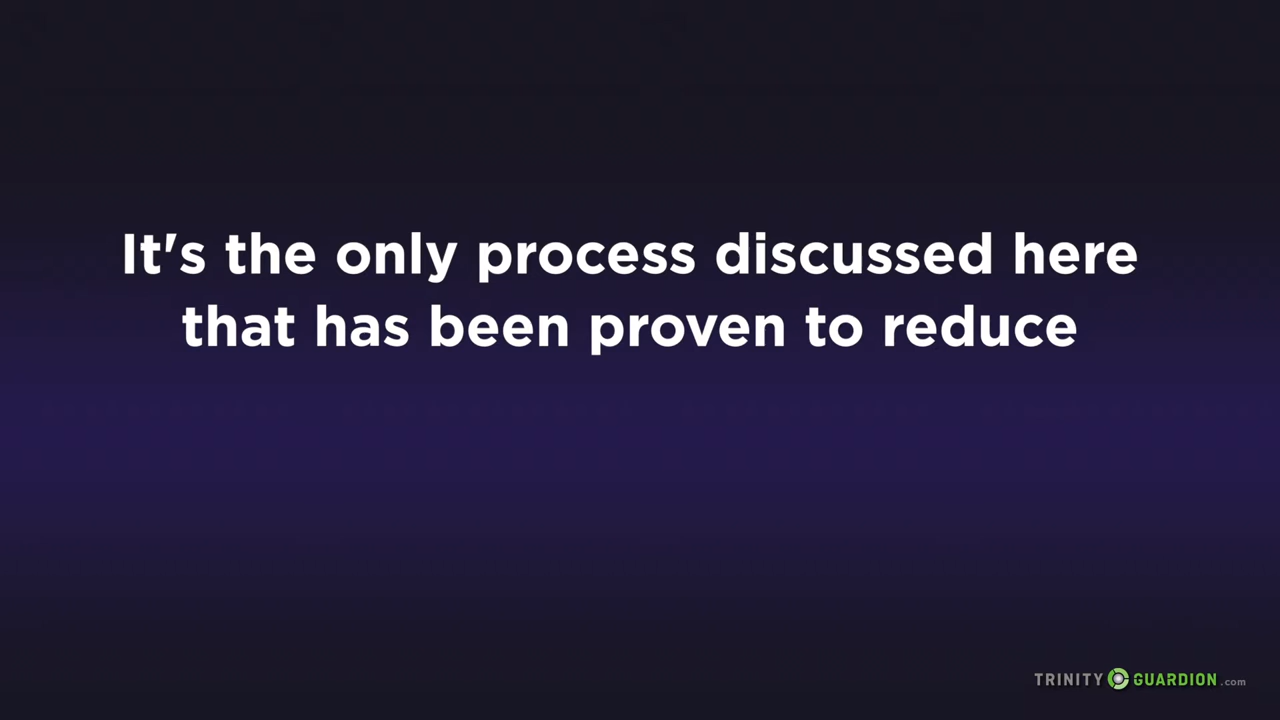 It's the only process discussed here
that has been proven to reduce
TRINITY GUARDION.com